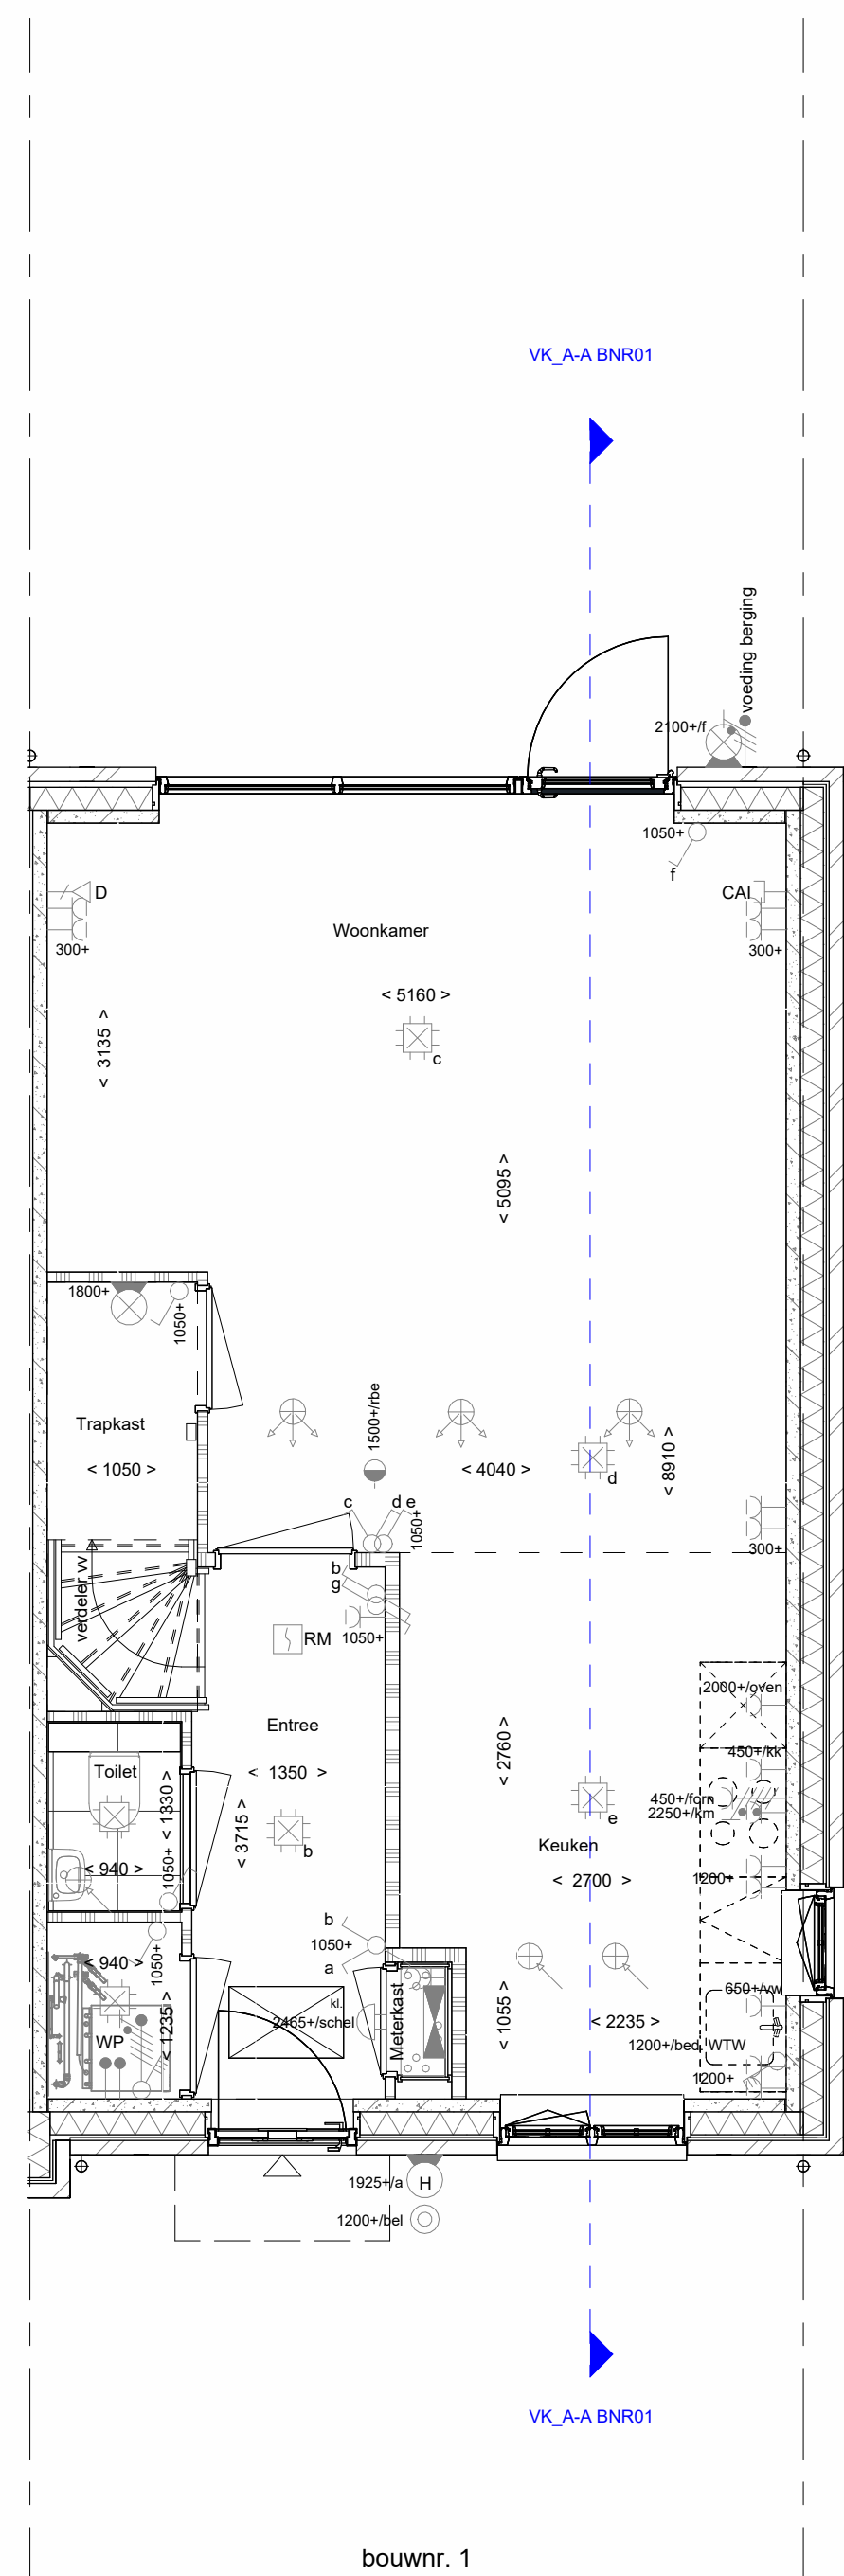 VK_A-A BNR01
voeding berging
2100+/f
1050+
f
D
300+
CAI
300+
Woonkamer
< 5160 >
c
< 3135 >
< 5095 >
1800+
1050+
Trapkast
< 1050 >
1500+/rbe
< 4040 >
d
< 8910 >
c
d e
1050+
300+
verdeler vv
b
g
1050+
RM
2000+/oven
Entree
< 1350 >
< 2760 >
450+/kk
Toilet
< 1330 >
450+/forn
2250+/km
e
< 3715 >
b
Keuken
< 940 >
1050+
< 2700 >
1200+
b
1050+
a
< 940 >
1050+
kl.
2465+/schel
Meterkast
< 1055 >
< 2235 >
650+/vw
WP
< 1235 >
1200+/bed. WTW
1200+
1925+/a
H
1200+/bel
VK_A-A BNR01
bouwnr. 1